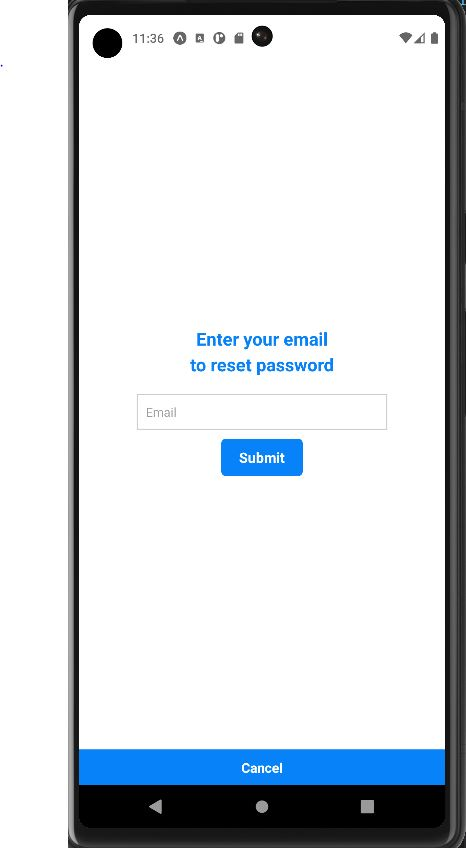 11:36
Enter your email
to reset password
Email
Submit
Cancel